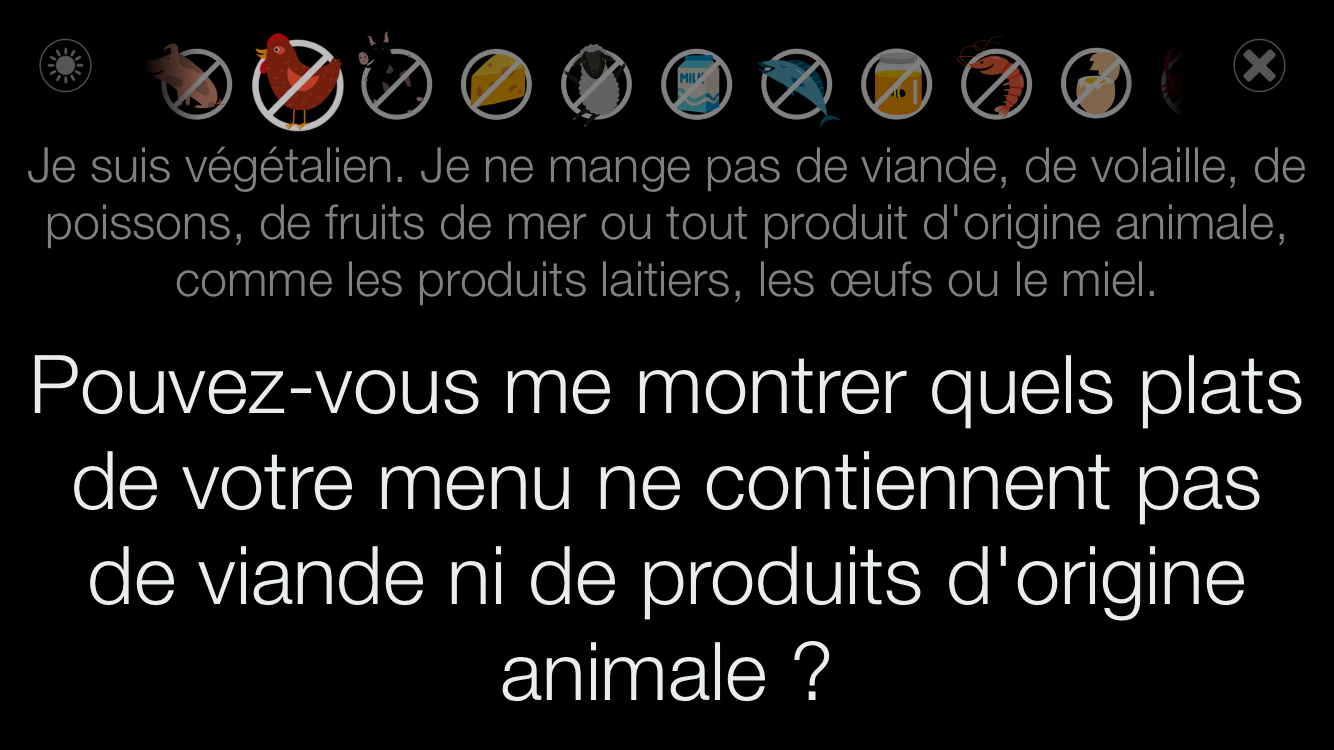 MILK
Je suis végétalien. Je ne mange pas de viande, de volaille, de
poissons, de fruits de mer ou tout produit d'origine animale,
comme les produits laitiers, les œufs ou le miel.
Pouvez-vous me montrer quels plats
de votre menu ne contiennent pas
de viande ni de produits d'origine
animale ?